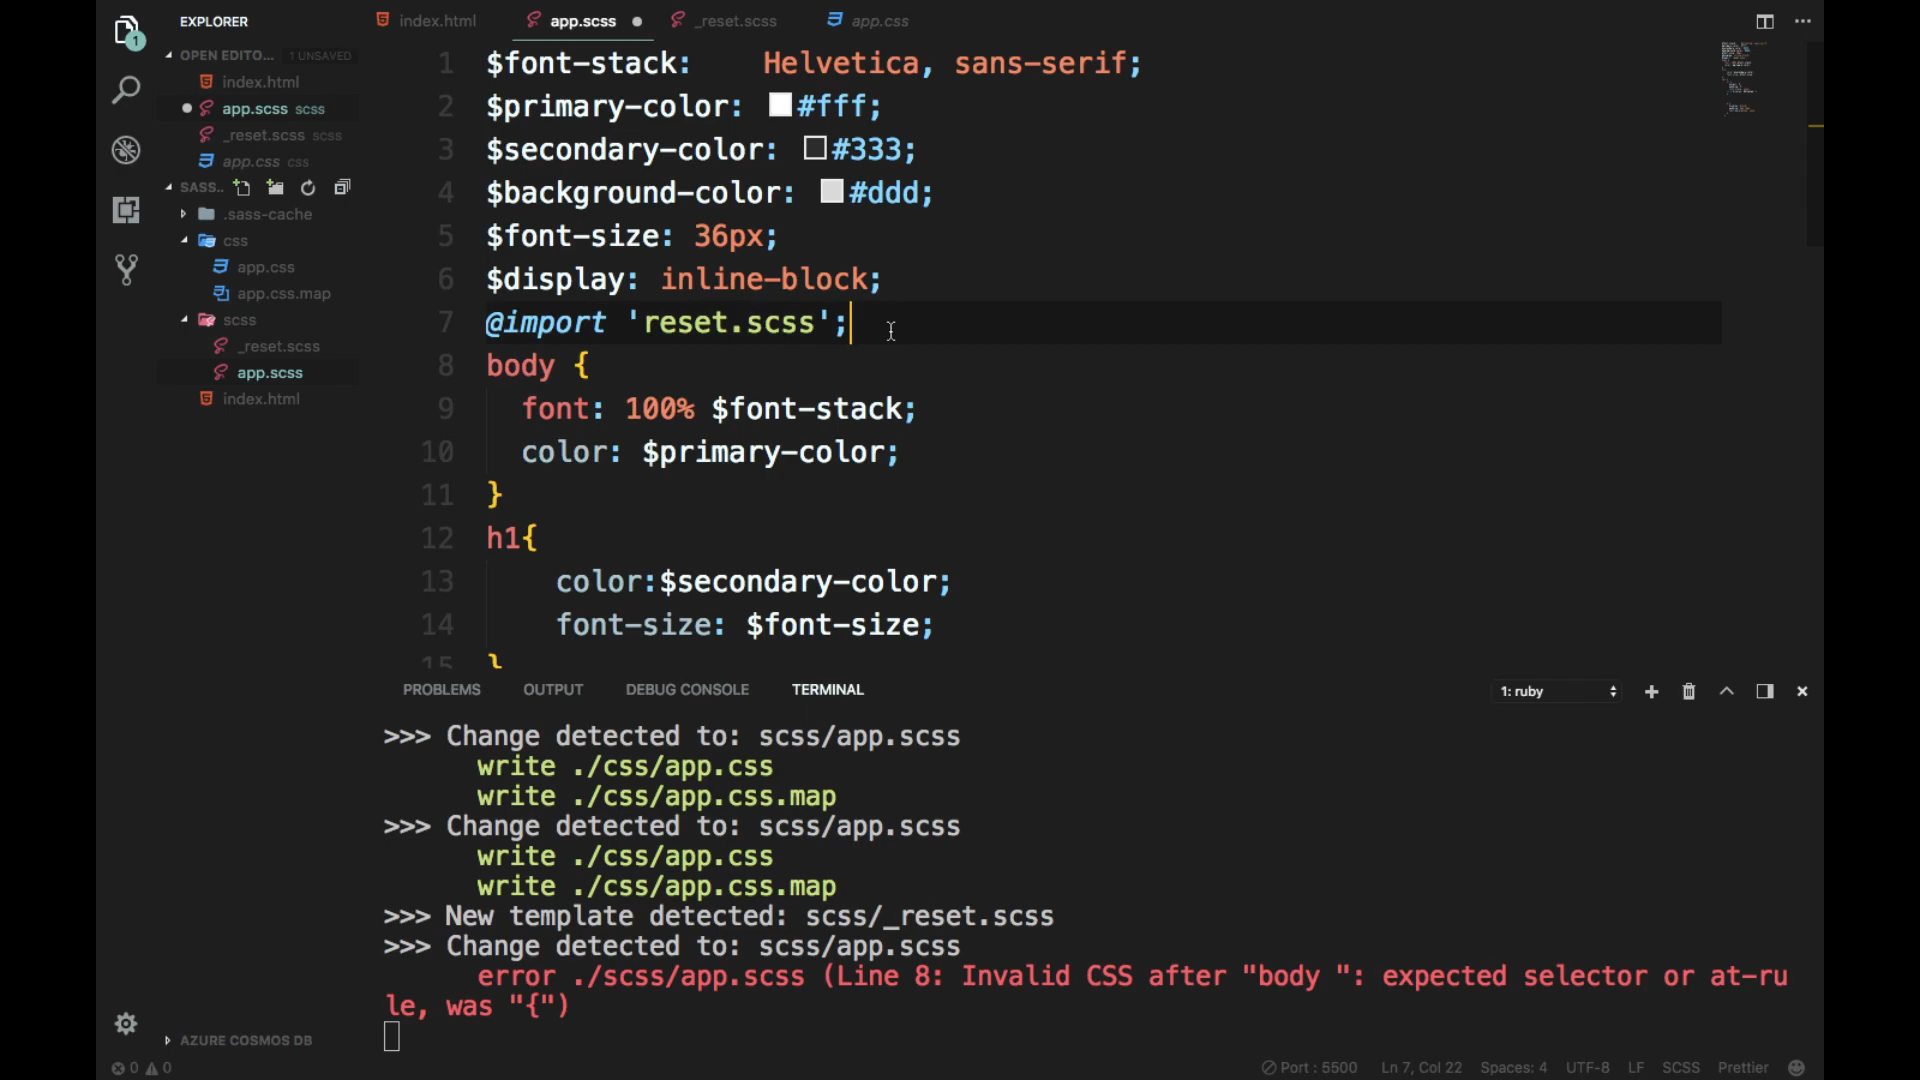 EXPLORER
OPEN EDITO... 1 UNSAVED
index.html
app.scss scss
_reset.scss scss
app.css css
SASS..
.sass-cache
css
app.css
app.css.map
scss
_reset.scss
app.scss
index.html
AZURE COSMOS DB
1
index.html app.scss _reset.scss app.css
1 $font-stack: Helvetica, sans-serif;
2 $primary-color: #fff;
3 $secondary-color: #333;
4 $background-color: #ddd;
5 $font-size: 36px;
6 $display: inline-block;
7 @import 'reset.scss';
8 body {
9 font: 100% $font-stack;
10 color: $primary-color;
11 }
12 h1{
13 color:$secondary-color;
14 font-size: $font-size;
15 }
PROBLEMS OUTPUT DEBUG CONSOLE TERMINAL 1: ruby
>>> Change detected to: scss/app.scss
write ./css/app.css
write ./css/app.css.map
>>> Change detected to: scss/app.scss
write ./css/app.css
write ./css/app.css.map
>>> New template detected: scss/_reset.scss
>>> Change detected to: scss/app.scss
error ./scss/app.scss (Line 8: Invalid CSS after "body ": expected selector or at-ru
le, was "{")
0 0 Port : 5500 Ln 7, Col 22 Spaces: 4 UTF-8 LF SCSS Prettier